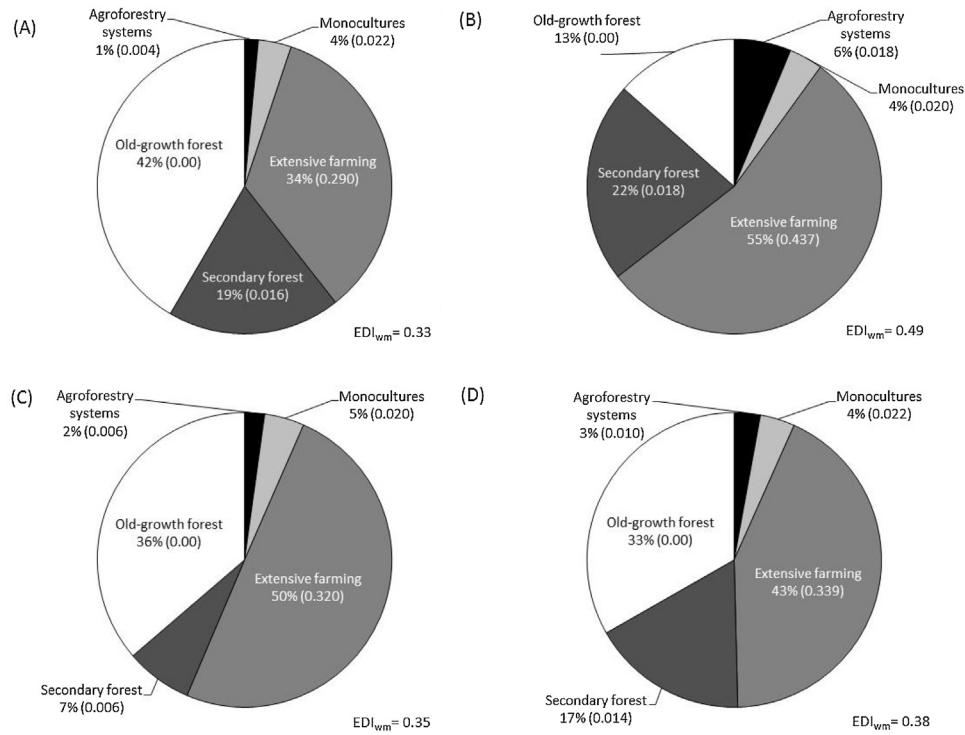 (A)
Agroforestry
systems
1% (0.004)
Monocultures
4% (0.022)
Old-growth forest
42% (0.00)
Extensive farming
34% (0.290)
Secondary forest
19% (0.016)
EDIwm= 0.33
(B)
Old-growth forest
13% (0.00)
Agroforestry
systems
6% (0.018)
Monocultures
4% (0.020)
Secondary forest
22% (0.018)
Extensive farming
55% (0.437)
EDIwm= 0.49
(C)
Agroforestry
systems
2% (0.006)
Monocultures
5% (0.020)
Old-growth forest
36% (0.00)
Extensive farming
50% (0.320)
Secondary forest
7% (0.006)
EDIwm= 0.35
(D)
Agroforestry
systems
3% (0.010)
Monocultures
4% (0.022)
Old-growth forest
33% (0.00)
Extensive farming
43% (0.339)
Secondary forest
17% (0.014)
EDIwm= 0.38